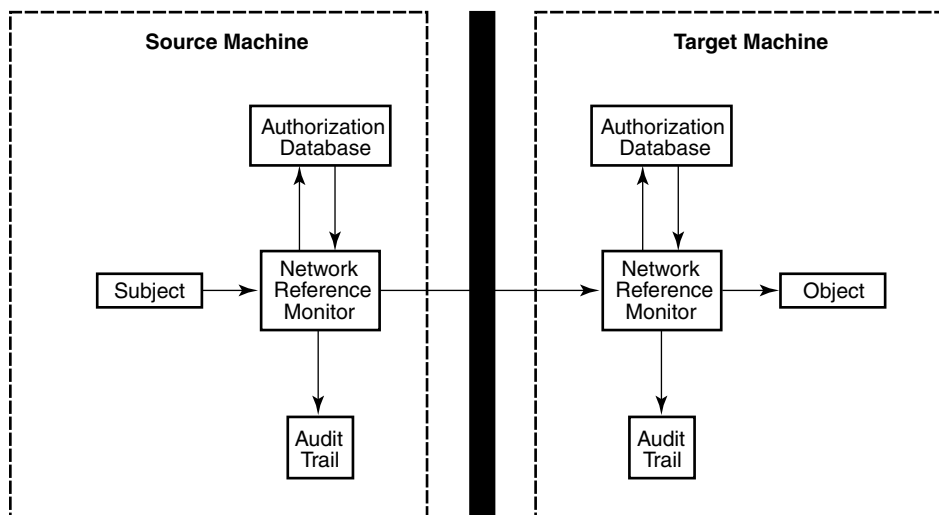 Source Machine
Target Machine
Authorization
Database
Authorization
Database
Subject
Network
Reference
Monitor
Network
Reference
Monitor
Object
Audit
Trail
Audit
Trail